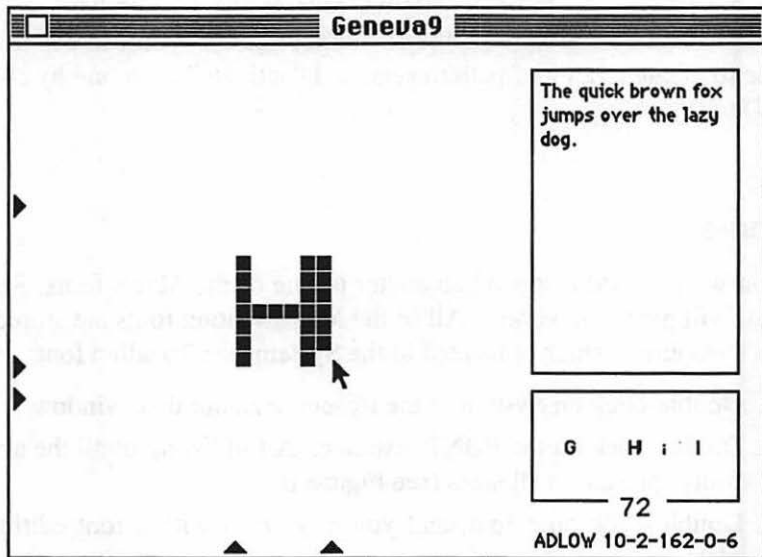 Geneva9
The quick brown fox
jumps over the lazy
dog.
G H i I
72
ADLOW 10-2-162-0-6